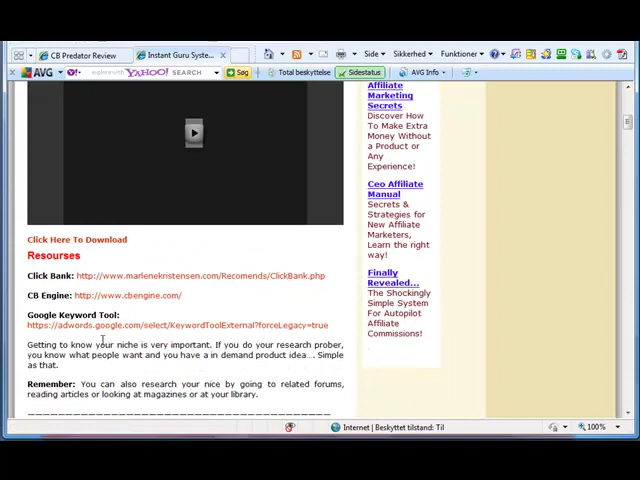 CB Predator Review
Instant Guru Syste...
Side
Sikkerhed
Funktioner
AVG
Y!
YAHOO! SEARCH
Søg
Total beskyttelse
Sidestatus
AVG Info
Click Here To Download
Resourses
Click Bank: http://www.marlenekristensen.com/Recomends/ClickBank.php
CB Engine: http://www.cbengine.com/
Google Keyword Tool:
https://adwords.google.com/select/KeywordToolExternal?forceLegacy=true
Getting to know your niche is very important. If you do your research prober,
you know what people want and you have a in demand product idea.... Simple
as that.
Remember: You can also research your nice by going to related forums,
reading articles or looking at magazines or at your library.
Affiliate
Marketing
Secrets
Discover How
To Make Extra
Money Without
a Product or
Any
Experience!
Ceo Affiliate
Manual
Secrets &
Strategies for
New Affiliate
Marketers,
Learn the right
way!
Finally
Revealed...
The Shockingly
Simple System
For Autopilot
Affiliate
Commissions!
Internet | Beskyttet tilstand: Til
100%